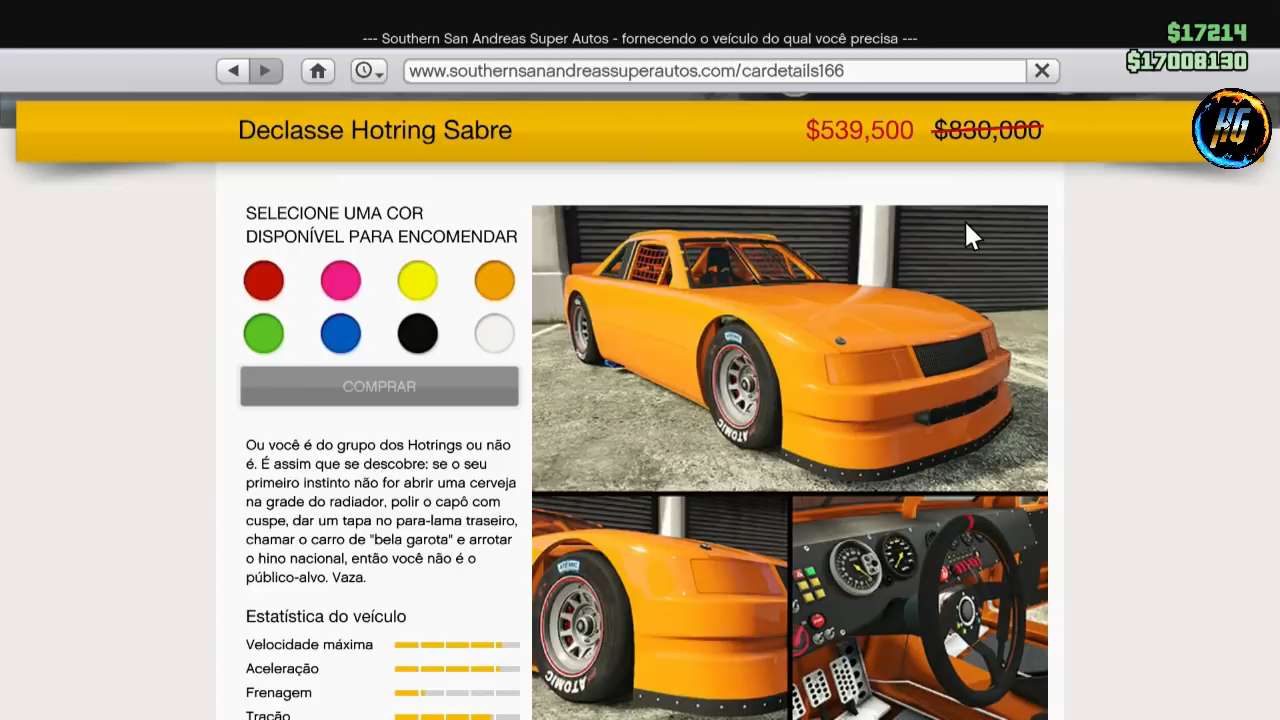 --- Southern San Andreas Super Autos - fornecendo o veículo do qual você precisa ---
$17214
$17008130
www.southernsanandreassuperautos.com/cardetails166
HG
Declasse Hotring Sabre
$539,500 $830,000
SELECIONE UMA COR
DISPONÍVEL PARA ENCOMENDAR
COMPRAR
Ou você é do grupo dos Hotrings ou não
é. É assim que se descobre: se o seu
primeiro instinto não for abrir uma cerveja
na grade do radiador, polir o capô com
cuspe, dar um tapa no para-lama traseiro,
chamar o carro de "bela garota" e arrotar
o hino nacional, então você não é o
público-alvo. Vaza.
Estatística do veículo
Velocidade máxima
Aceleração
Frenagem
Tração
ATOMIC
ATOMIC
ATOMIC